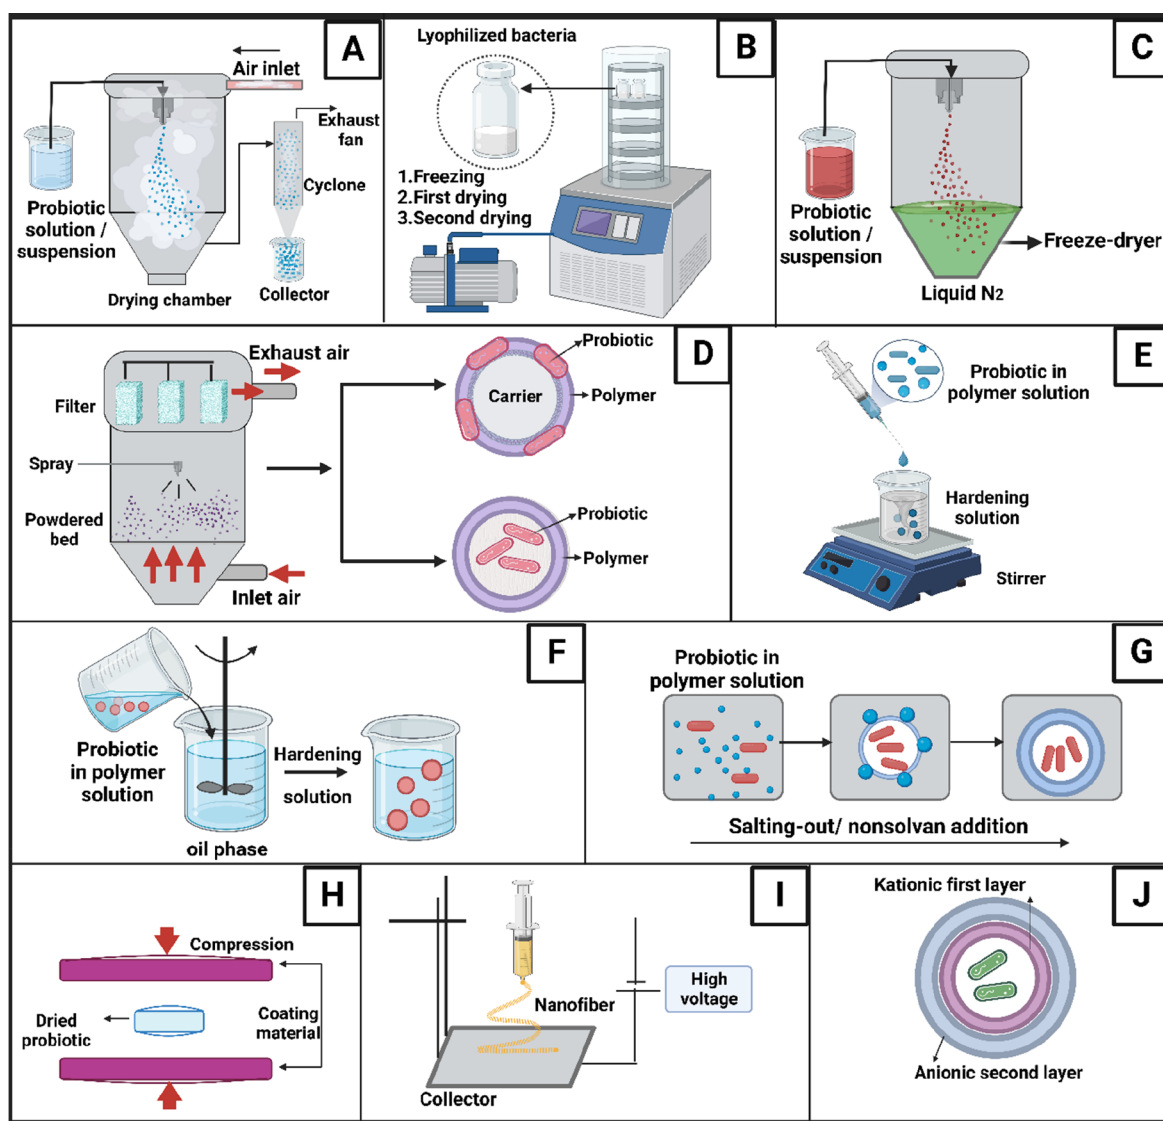 A
Air inlet
Exhaust
fan
Cyclone
Probiotic
solution /
suspension
Drying chamber
Collector
B
Lyophilized bacteria
1.Freezing
2.First drying
3.Second drying
C
Probiotic
solution /
suspension
Freeze-dryer
Liquid N2
D
Exhaust air
Filter
Spray
Powdered
bed
Inlet air
Probiotic
Carrier
Polymer
Probiotic
Polymer
E
Probiotic in
polymer solution
Hardening
solution
Stirrer
F
Probiotic
in polymer
solution
Hardening
solution
oil phase
G
Probiotic in
polymer solution
Salting-out/ nonsolvan addition
H
Compression
Dried
probiotic
Coating
material
I
Nanofiber
High
voltage
Collector
J
Kationic first layer
Anionic second layer